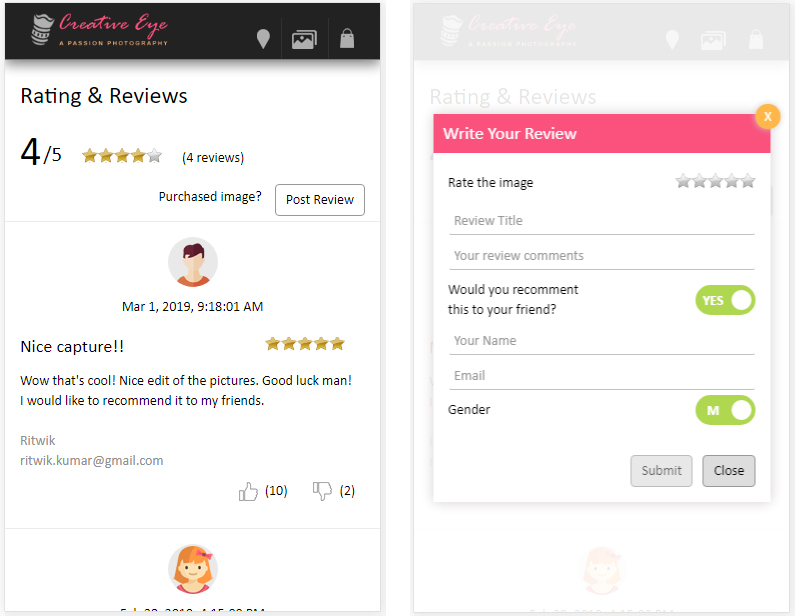 Creative Eye
A PASSION PHOTOGRAPHY
Rating & Reviews
4/5
(4 reviews)
Purchased image?
Post Review
Mar 1, 2019, 9:18:01 AM
Nice capture!!
Wow that's cool! Nice edit of the pictures. Good luck man!
I would like to recommend it to my friends.
Ritwik
ritwik.kumar@gmail.com
(10)
(2)
Creative Eye
A PASSION PHOTOGRAPHY
Rating & Reviews
X
Write Your Review
Rate the image
Review Title
Your review comments
Would you recomment
this to your friend?
YES
Your Name
Email
Gender
M
Submit
Close